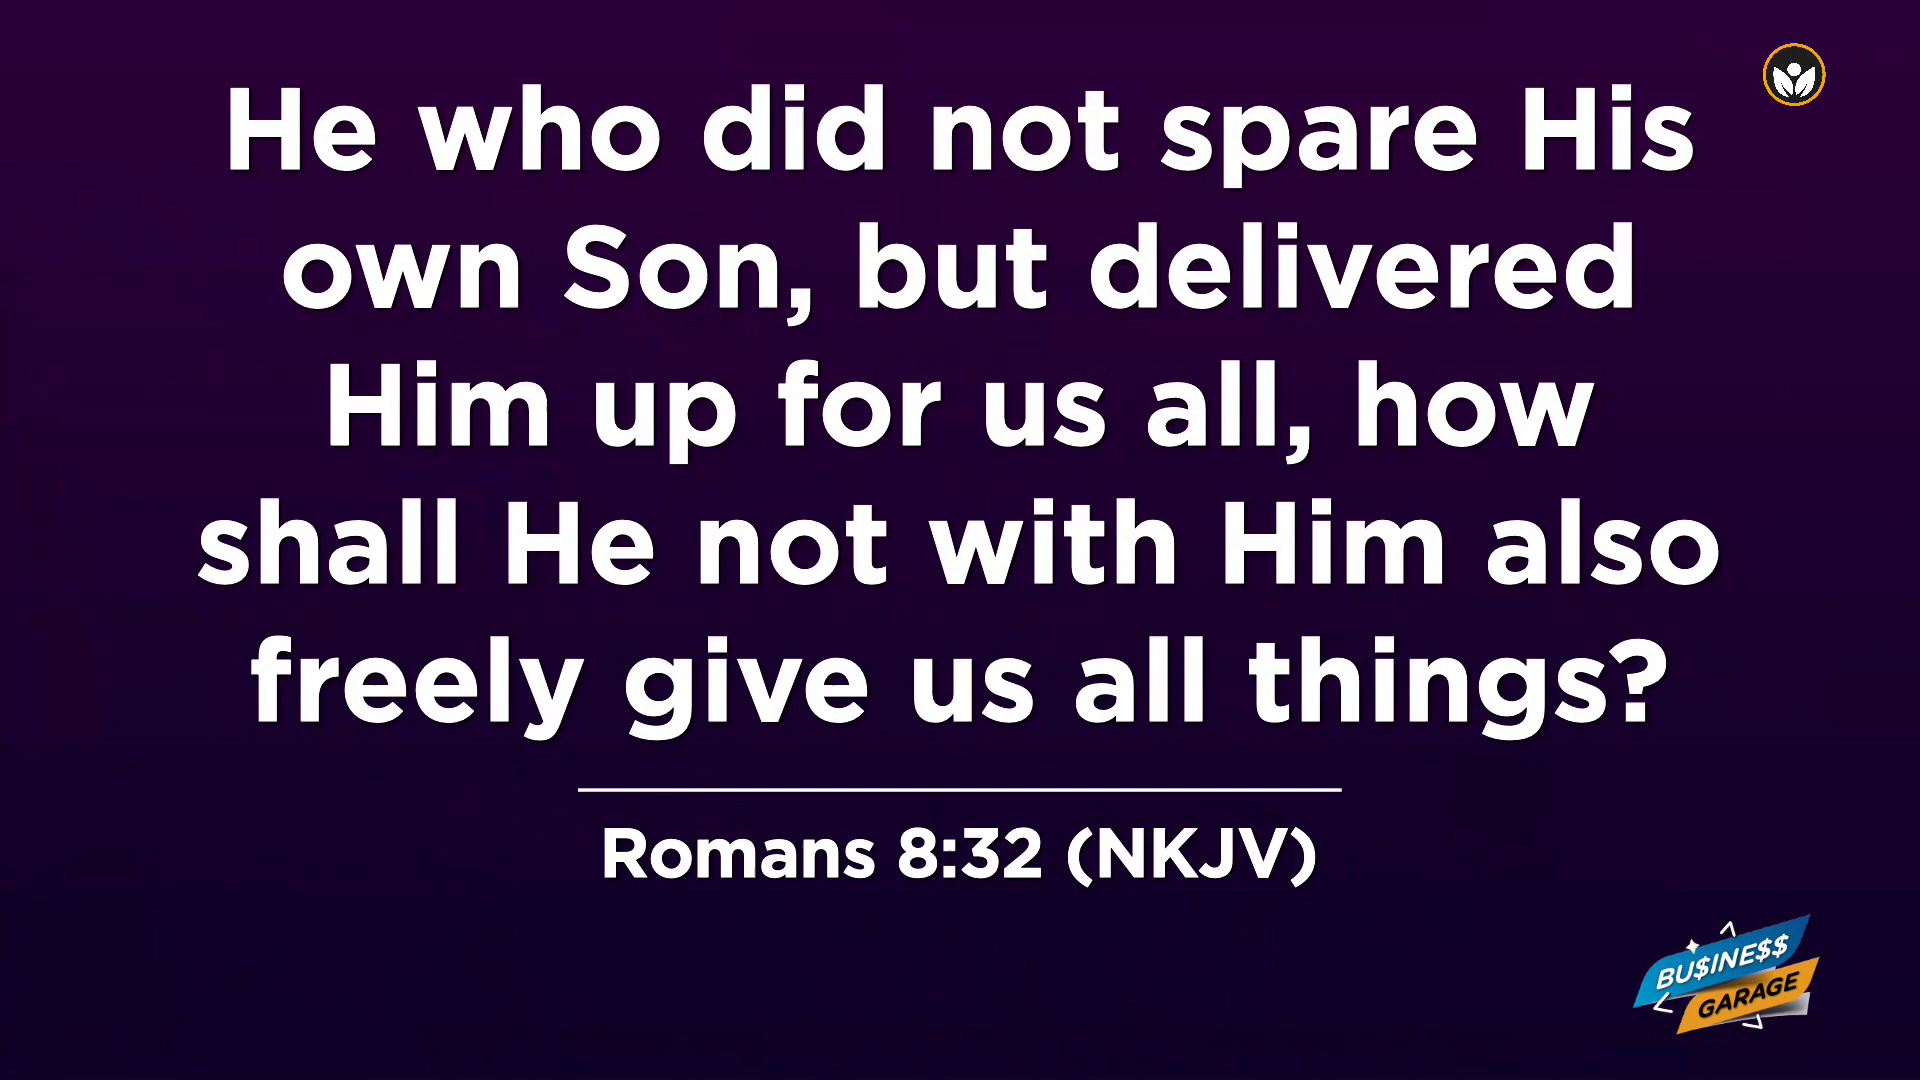 He who did not spare His
own Son, but delivered
Him up for us all, how
shall He not with Him also
freely give us all things?
Romans 8:32 (NKJV)
BU$INE$$
GARAGE